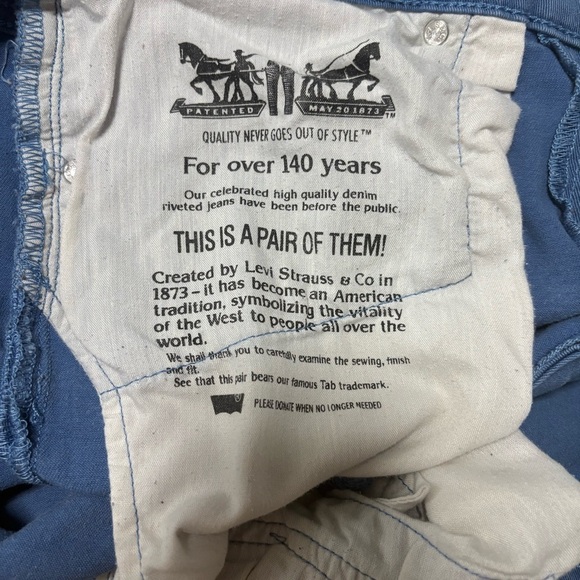 PATENTED MAY 20 1873 TM
QUALITY NEVER GOES OUT OF STYLE™
For over 140 years
Our celebrated high quality denim
riveted jeans have been before the public.
THIS IS A PAIR OF THEM!
Created by Levi Strauss & Co in
1873 - it has become an American
tradition, symbolizing the vitality
of the West to people all over the
world.
We shall thank you to carefully examine the sewing, finish
and fit.
See that this pair bears our famous Tab trademark.
PLEASE DONATE WHEN NO LONGER NEEDED